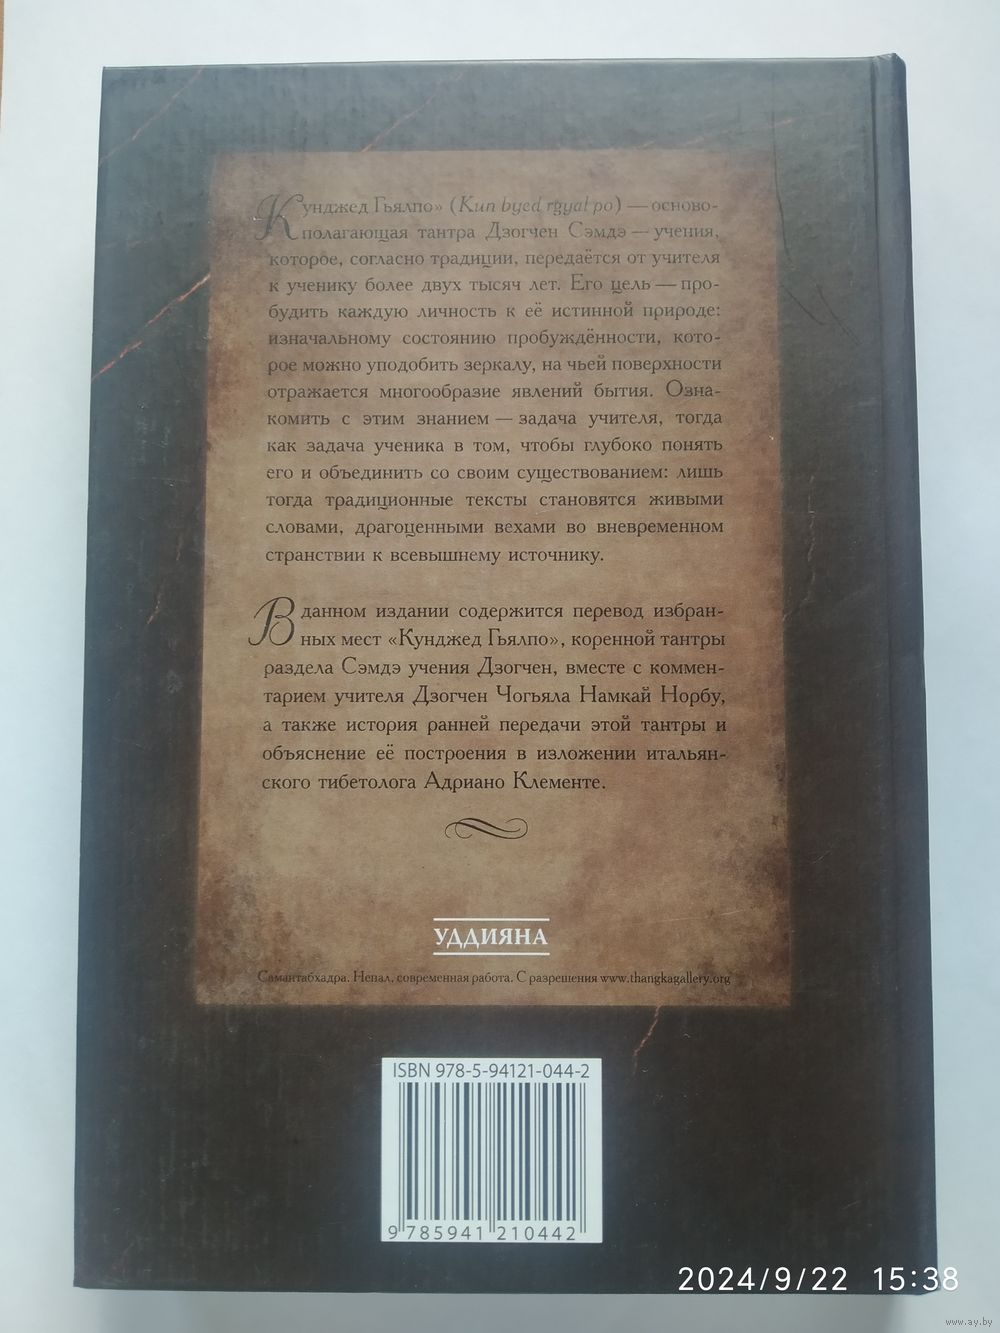 Кунджед Гьялпо» (Kun byed rgyal po) — осново-
полагающая тантра Дзогчен Сэмдэ — учения,
которое, согласно традиции, передаётся от учителя
к ученику более двух тысяч лет. Его цель — про-
будить каждую личность к её истинной природе:
изначальному состоянию пробуждённости, кото-
рое можно уподобить зеркалу, на чьей поверхности
отражается многообразие явлений бытия. Озна-
комить с этим знанием — задача учителя, тогда
как задача ученика в том, чтобы глубоко понять
его и объединить со своим существованием: лишь
тогда традиционные тексты становятся живыми
словами, драгоценными вехами во вневременном
странствии к всевышнему источнику.
В данном издании содержится перевод избран-
ных мест «Кунджед Гьялпо», коренной тантры
раздела Сэмдэ учения Дзогчен, вместе с коммен-
тарием учителя Дзогчен Чогьяла Намкай Норбу,
а также история ранней передачи этой тантры и
объяснение её построения в изложении итальян-
ского тибетолога Адриано Клементе.
УДДИЯНА
Самантабхадра. Непал, современная работа. С разрешения www.thangkagallery.org
ISBN 978-5-94121-044-2
9 785941 210442
2024/9/22 15:38
www.ay.by